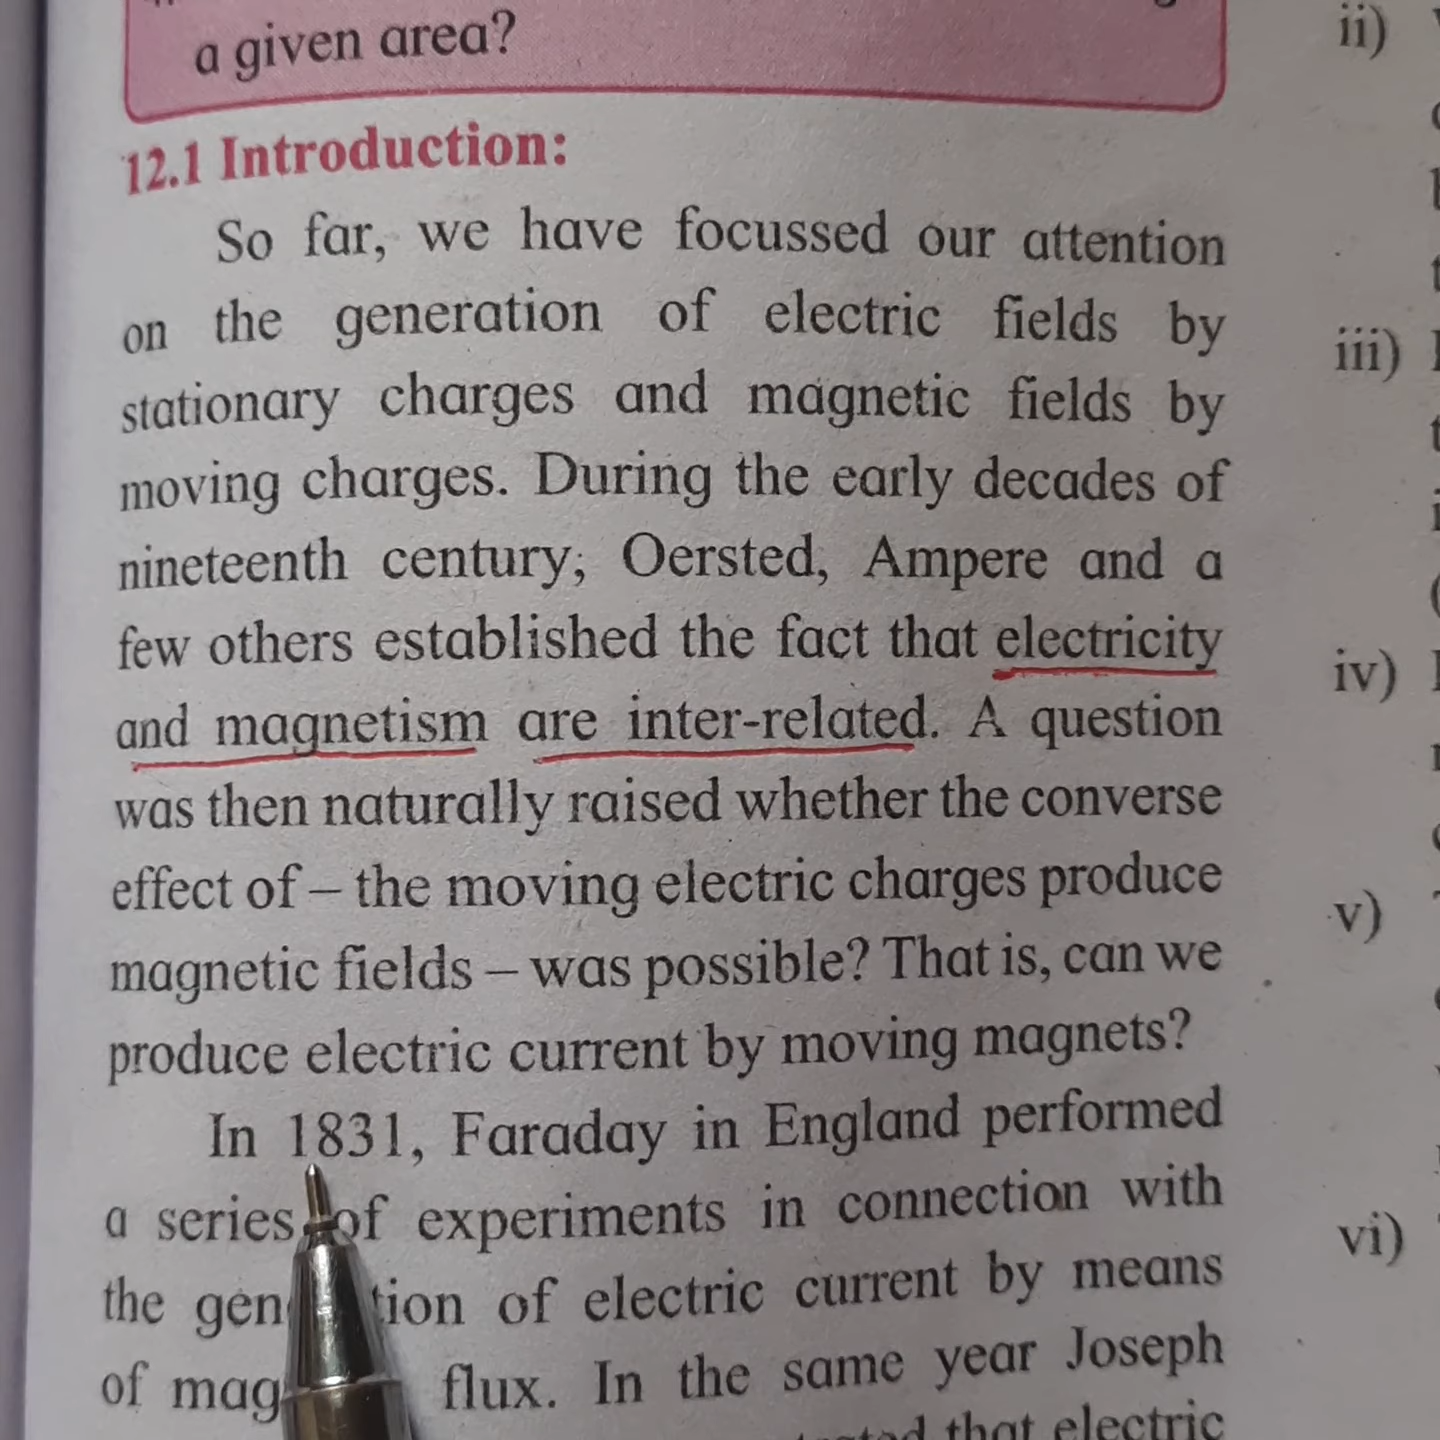 a given area?
12.1 Introduction:
So far, we have focussed our attention
on the generation of electric fields by
stationary charges and magnetic fields by
moving charges. During the early decades of
nineteenth century; Oersted, Ampere and a
few others established the fact that electricity
and magnetism are inter-related. A question
was then naturally raised whether the converse
effect of – the moving electric charges produce
magnetic fields – was possible? That is, can we
produce electric current by moving magnets?
In 1831, Faraday in England performed
a series of experiments in connection with
the of electric current by means
of flux. In the same year Joseph
that electric
ii)
iii)
iv)
v)
vi)